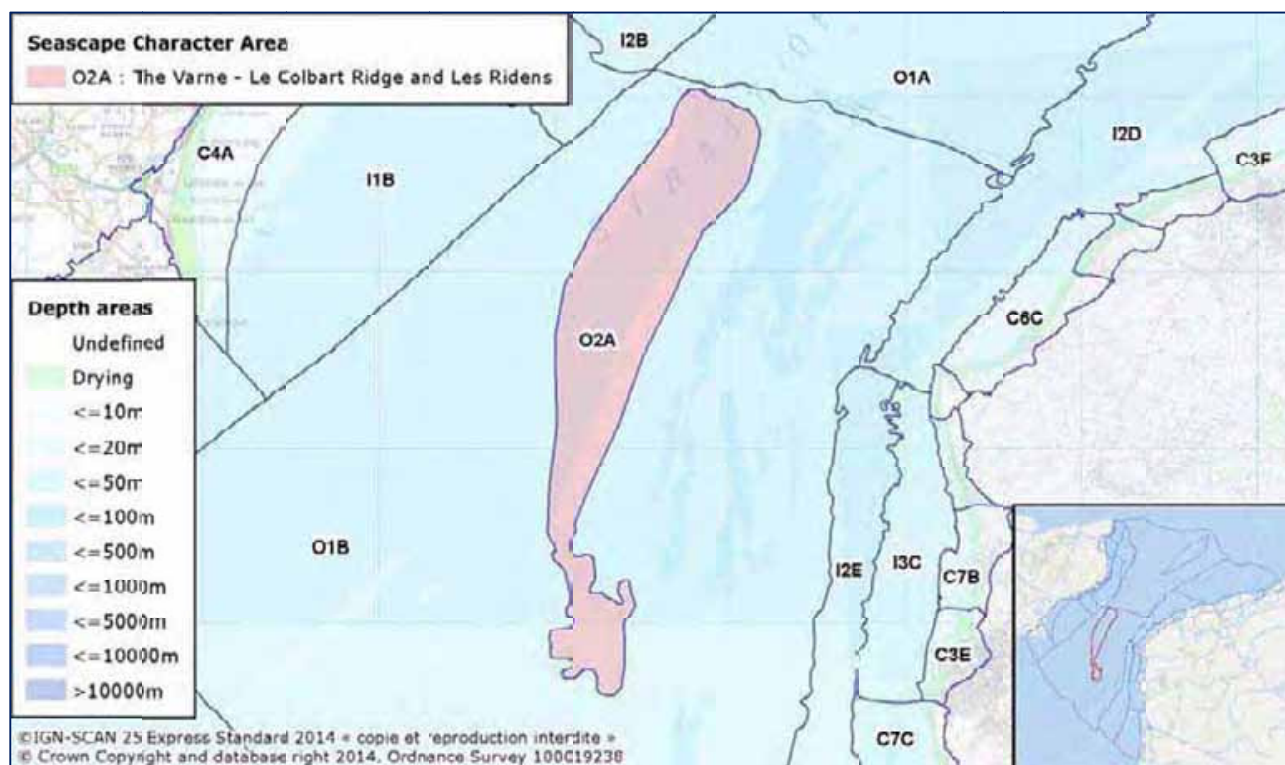 Seascape Character Area
O2A : The Varne - Le Colbart Ridge and Les Ridens
I2B
O1A
C4A
I1B
I2D
C3F
Depth areas
Undefined
Drying
<=10m
<=20m
<=50m
<=100m
<=500m
<=1000m
<=5000m
<=10000m
>10000m
O2A
C6C
O1B
I2E
I3C
C7B
C3E
C7C
©IGN-SCAN 25 Express Standard 2014 « copie et reproduction interdite »
© Crown Copyright and database right 2014. Ordnance Survey 100019238